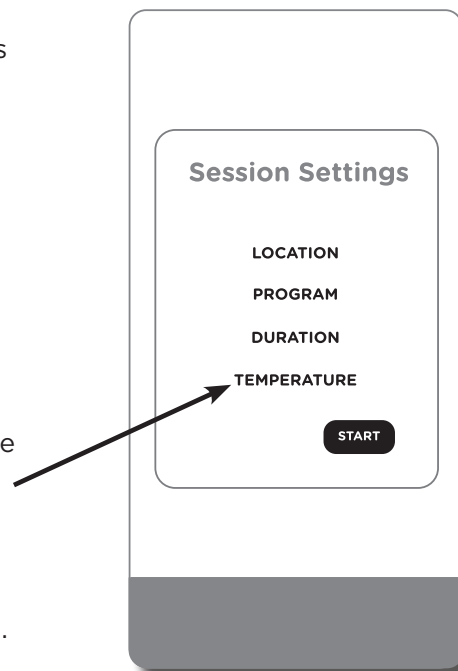 Session Settings
LOCATION
PROGRAM
DURATION
TEMPERATURE
START